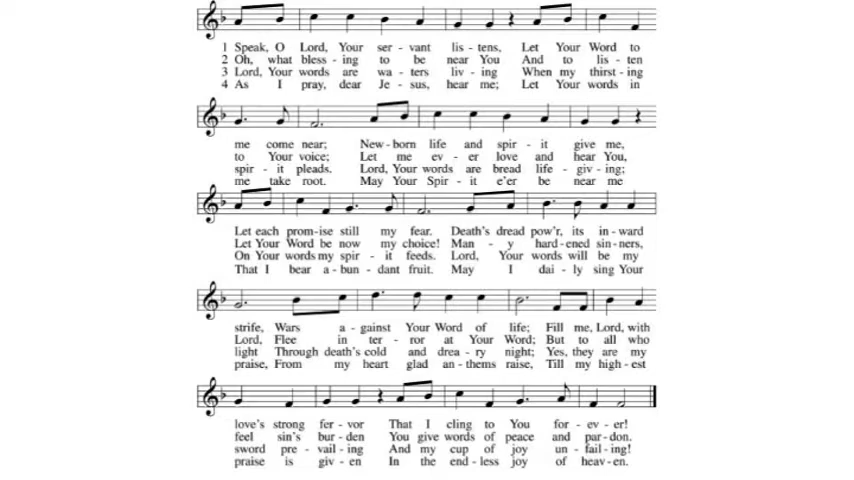 1 Speak, O Lord, Your ser - vant lis - tens, Let Your Word to
2 Oh, what bless - ing to be near You And to lis - ten
3 Lord, Your words are wa - ters liv - ing When my thirst - ing
4 As I pray, dear Je - sus, hear me; Let Your words in
me come near; New - born life and spir - it give me,
to Your voice; Let me ev - er love and hear You,
spir - it pleads. Lord, Your words are bread life - giv - ing;
me take root. May Your Spir - it e'er be near me
Let each prom - ise still my fear. Death's dread pow'r, its in - ward
Let Your Word be now my choice! Man - y hard - ened sin - ners,
On Your words my spir - it feeds. Lord, Your words will be my
That I bear a - bun - dant fruit. May I dai - ly sing Your
strife, Wars a - gainst Your Word of life; Fill me, Lord, with
Lord, Flee in ter - ror at Your Word; But to all who
light Through death's cold and drea - ry night; Yes, they are my
praise, From my heart glad an - thems raise, Till my high - est
love's strong fer - vor That I cling to You for - ev - er!
feel sin's bur - den You give words of peace and par - don.
sword pre - vail - ing And my cup of joy un - fail - ing!
praise is giv - en In the end - less joy of heav - en.